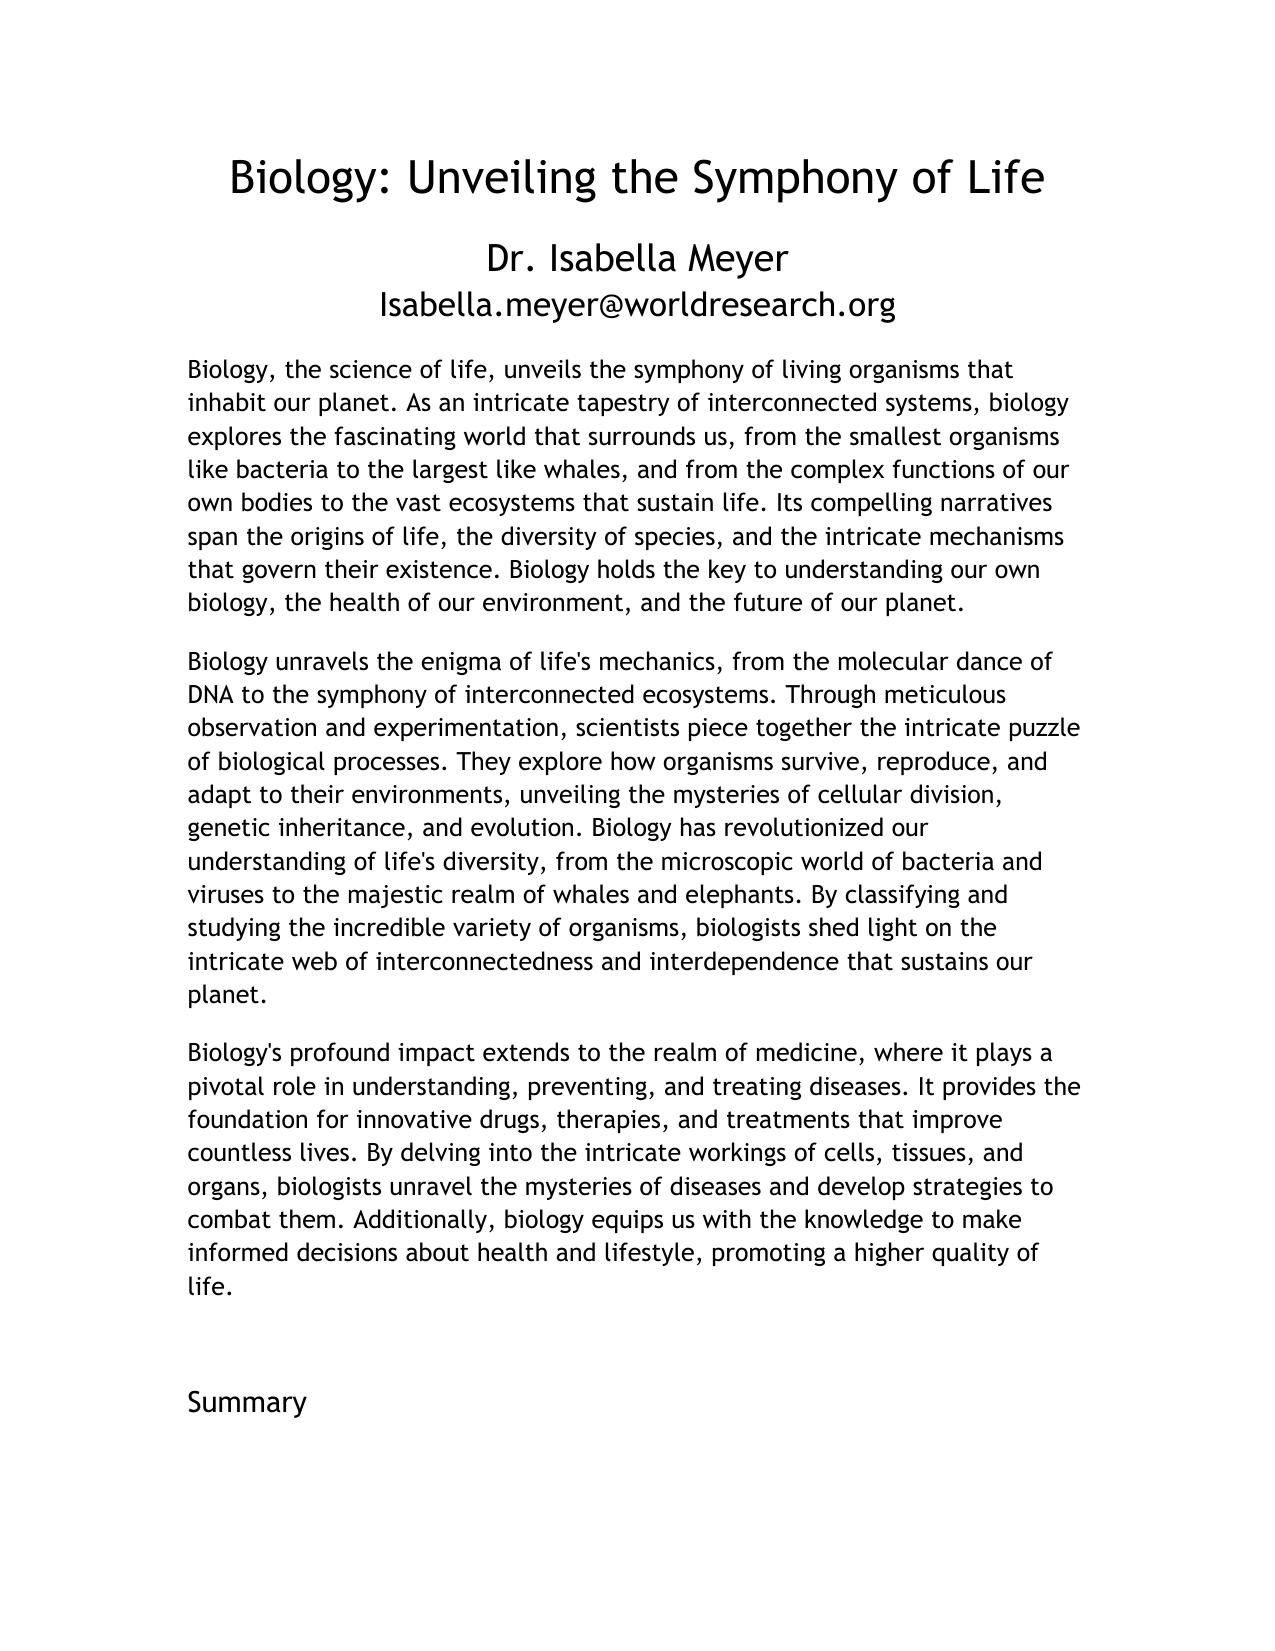 Biology: Unveiling the Symphony of Life
Dr. Isabella Meyer
Isabella.meyer@worldresearch.org
Biology, the science of life, unveils the symphony of living organisms that
inhabit our planet. As an intricate tapestry of interconnected systems, biology
explores the fascinating world that surrounds us, from the smallest organisms
like bacteria to the largest like whales, and from the complex functions of our
own bodies to the vast ecosystems that sustain life. Its compelling narratives
span the origins of life, the diversity of species, and the intricate mechanisms
that govern their existence. Biology holds the key to understanding our own
biology, the health of our environment, and the future of our planet.
Biology unravels the enigma of life's mechanics, from the molecular dance of
DNA to the symphony of interconnected ecosystems. Through meticulous
observation and experimentation, scientists piece together the intricate puzzle
of biological processes. They explore how organisms survive, reproduce, and
adapt to their environments, unveiling the mysteries of cellular division,
genetic inheritance, and evolution. Biology has revolutionized our
understanding of life's diversity, from the microscopic world of bacteria and
viruses to the majestic realm of whales and elephants. By classifying and
studying the incredible variety of organisms, biologists shed light on the
intricate web of interconnectedness and interdependence that sustains our
planet.
Biology's profound impact extends to the realm of medicine, where it plays a
pivotal role in understanding, preventing, and treating diseases. It provides the
foundation for innovative drugs, therapies, and treatments that improve
countless lives. By delving into the intricate workings of cells, tissues, and
organs, biologists unravel the mysteries of diseases and develop strategies to
combat them. Additionally, biology equips us with the knowledge to make
informed decisions about health and lifestyle, promoting a higher quality of
life.
Summary